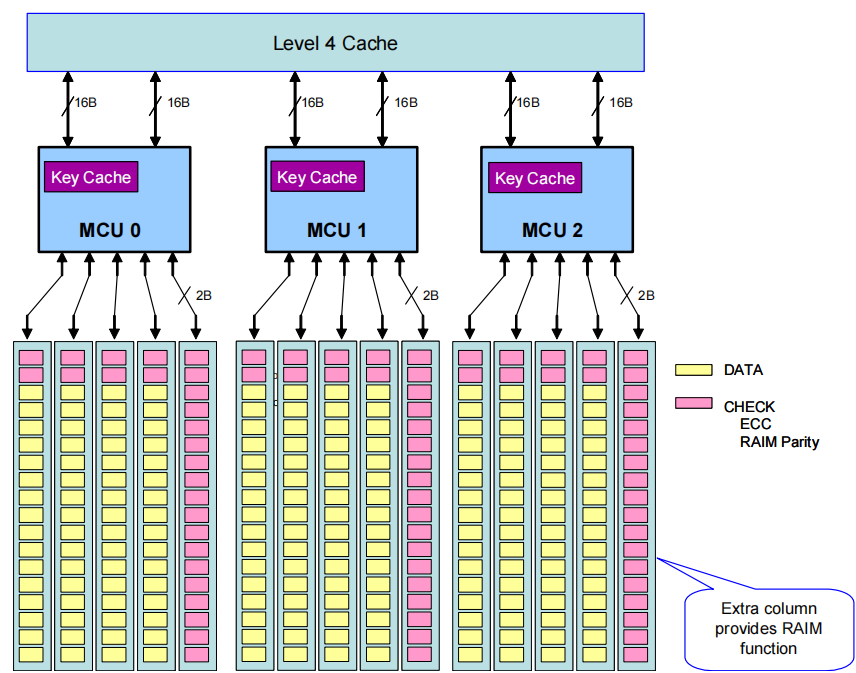 Level 4 Cache
16B
16B
16B
16B
16B
16B
Key Cache
Key Cache
Key Cache
MCU 0
MCU 1
MCU 2
2B
2B
2B
DATA
CHECK
ECC
RAIM Parity
Extra column
provides RAIM
function